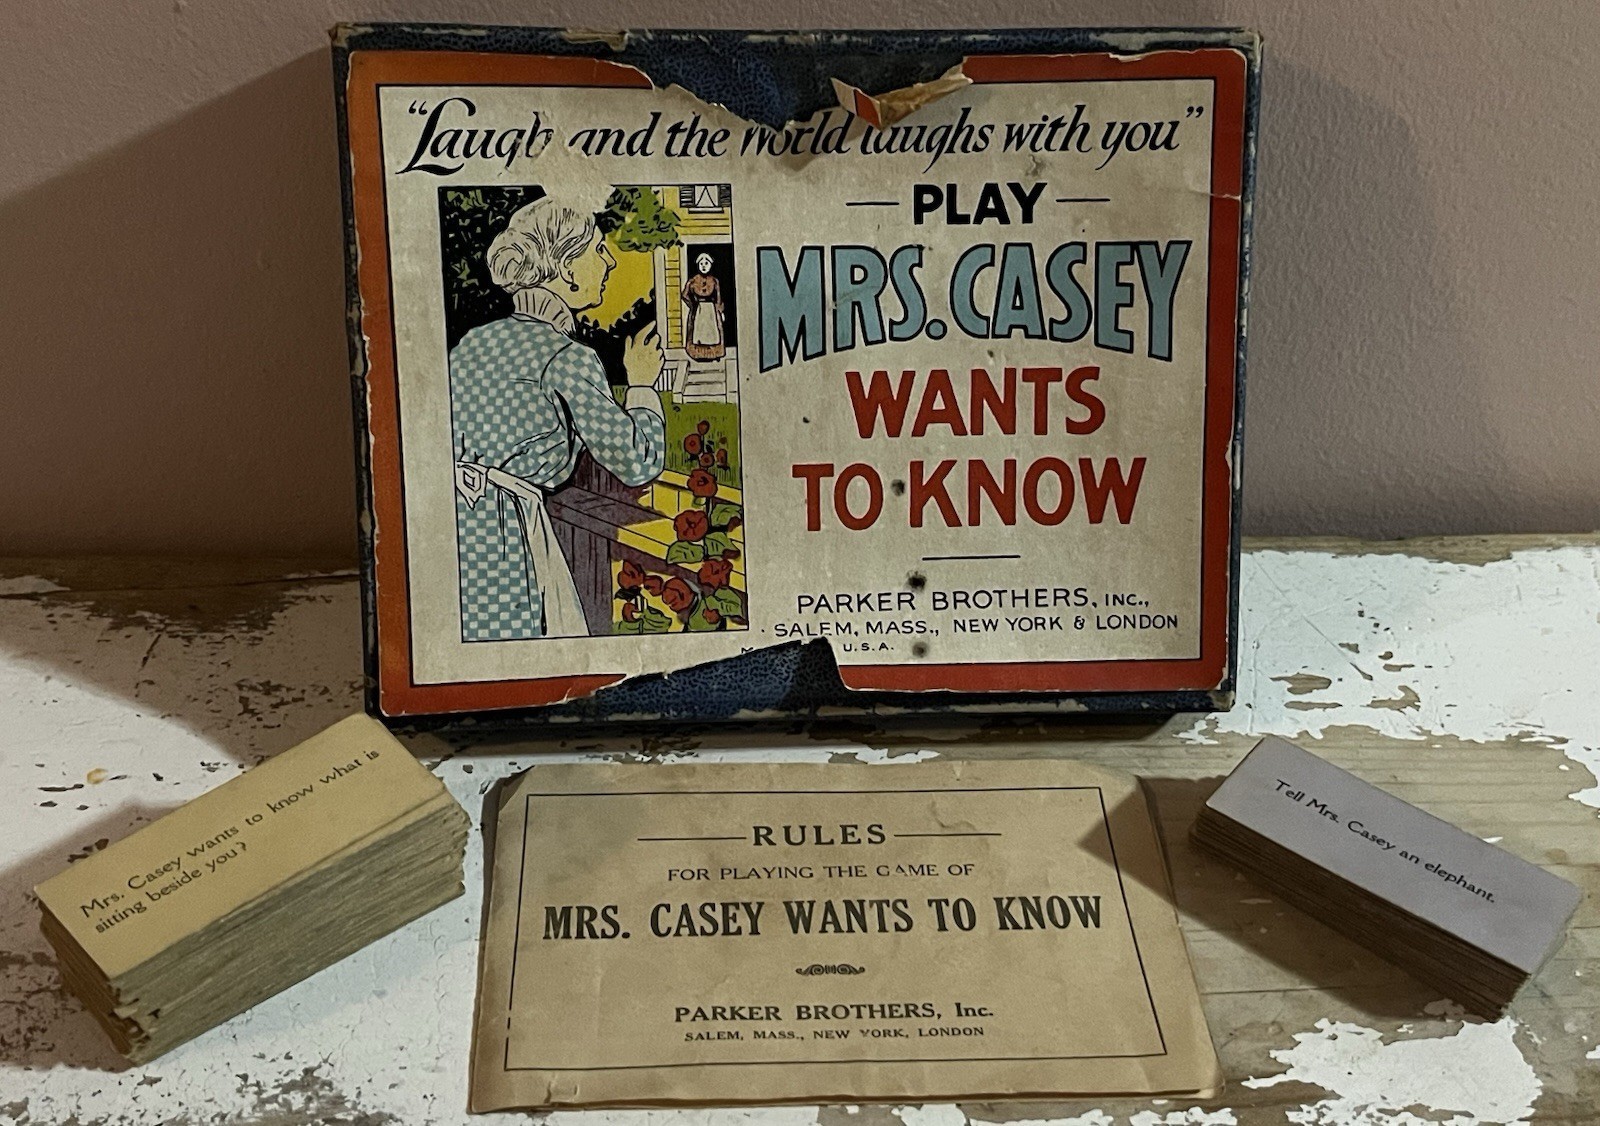 “Laugh and the world laughs with you”
PLAY
MRS. CASEY
WANTS
TO KNOW
PARKER BROTHERS, INC.,
SALEM, MASS., NEW YORK & LONDON
U.S.A.
Mrs. Casey wants to know what is
sitting beside you?
RULES
FOR PLAYING THE GAME OF
MRS. CASEY WANTS TO KNOW
PARKER BROTHERS, Inc.
SALEM, MASS., NEW YORK, LONDON
Tell Mrs. Casey an elephant.